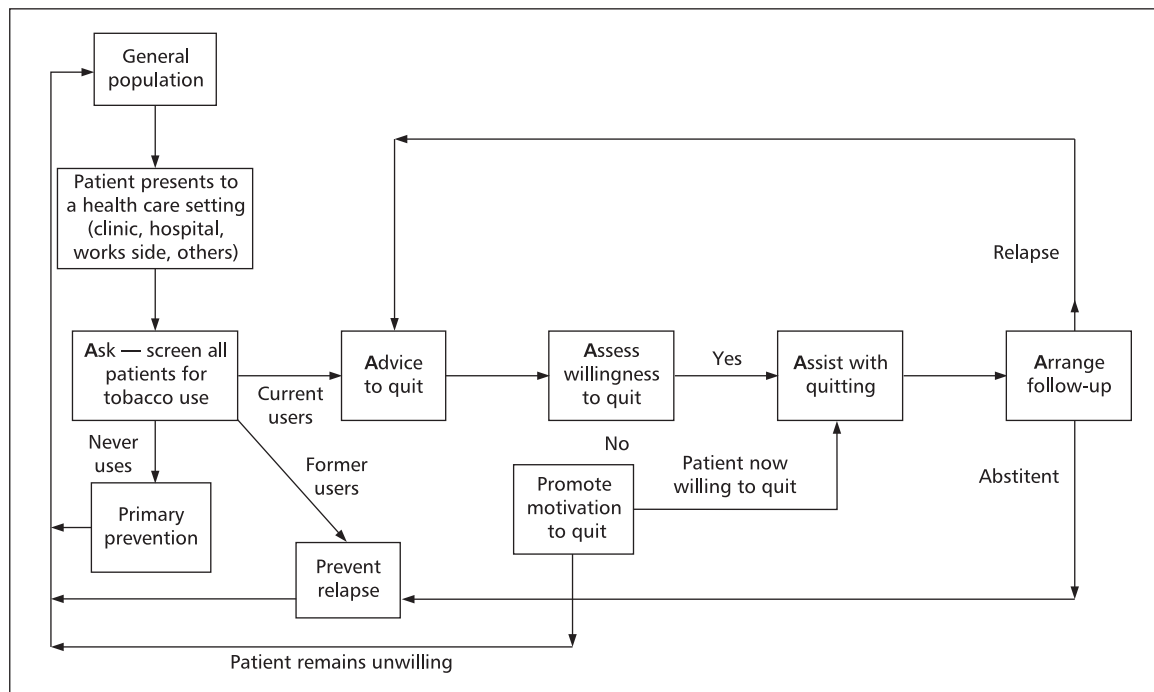 General
population
Patient presents to
a health care setting
(clinic, hospital,
works side, others)
Relapse
Ask — screen all
patients for
tobacco use
Current
users
Advice
to quit
Assess
willingness
to quit
Yes
Assist with
quitting
Arrange
follow-up
Never
uses
Former
users
No
Patient now
willing to quit
Abstitent
Primary
prevention
Promote
motivation
to quit
Prevent
relapse
Patient remains unwilling